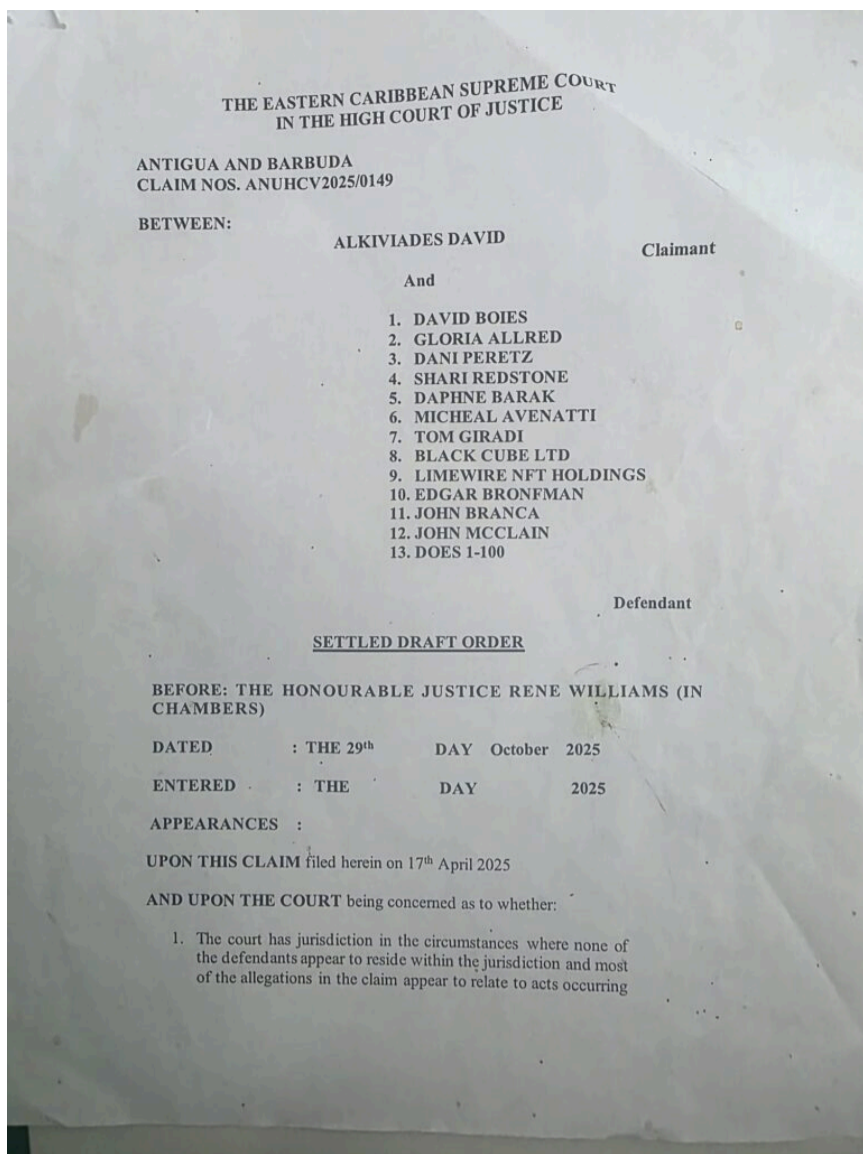 THE EASTERN CARIBBEAN SUPREME COURT
IN THE HIGH COURT OF JUSTICE
ANTIGUA AND BARBUDA
CLAIM NOS. ANUHCV2025/0149
BETWEEN:
ALKIVIADES DAVID
Claimant
And
1. DAVID BOIES
2. GLORIA ALLRED
3. DANI PERETZ
4. SHARI REDSTONE
5. DAPHNE BARAK
6. MICHEAL AVENATTI
7. TOM GIRADI
8. BLACK CUBE LTD
9. LIMEWIRE NFT HOLDINGS
10. EDGAR BRONFMAN
11. JOHN BRANCA
12. JOHN MCCLAIN
13. DOES 1-100
Defendant
SETTLED DRAFT ORDER
BEFORE: THE HONOURABLE JUSTICE RENE WILLIAMS (IN
CHAMBERS)
DATED : THE 29th DAY October 2025
ENTERED : THE DAY 2025
APPEARANCES :
UPON THIS CLAIM filed herein on 17th April 2025
AND UPON THE COURT being concerned as to whether:
1. The court has jurisdiction in the circumstances where none of
the defendants appear to reside within the jurisdiction and most
of the allegations in the claim appear to relate to acts occurring